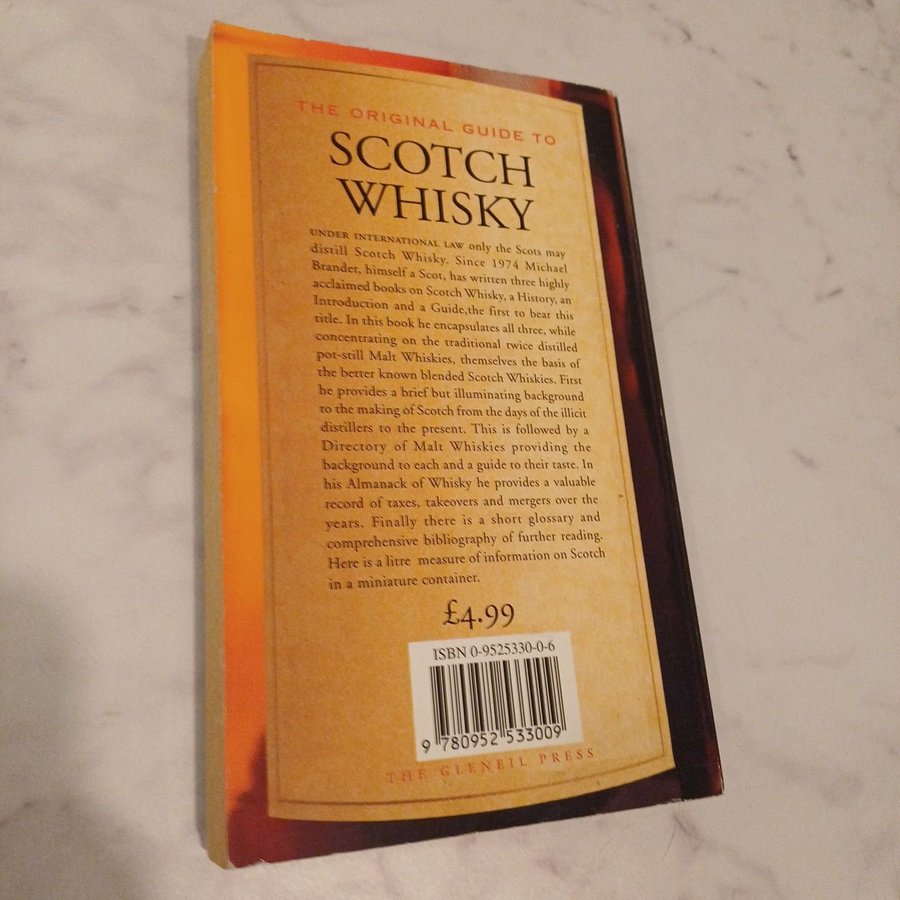 THE ORIGINAL GUIDE TO
SCOTCH
WHISKY
UNDER INTERNATIONAL LAW only the Scots may
distill Scotch Whisky. Since 1974 Michael
Brander, himself a Scot, has written three highly
acclaimed books on Scotch Whisky, a History, an
Introduction and a Guide,the first to bear this
title. In this book he encapsulates all three, while
concentrating on the traditional twice distilled
pot-still Malt Whiskies, themselves the basis of
the better known blended Scotch Whiskies. First
he provides a brief but illuminating background
to the making of Scotch from the days of the illicit
distillers to the present. This is followed by a
Directory of Malt Whiskies providing the
background to each and a guide to their taste. In
his Almanack of Whisky he provides a valuable
record of taxes, takeovers and mergers over the
years. Finally there is a short glossary and
comprehensive bibliography of further reading.
Here is a litre measure of information on Scotch
in a miniature container.
£4.99
ISBN 0-9525330-0-6
9 780952 533009
THE GLENEIL PRESS